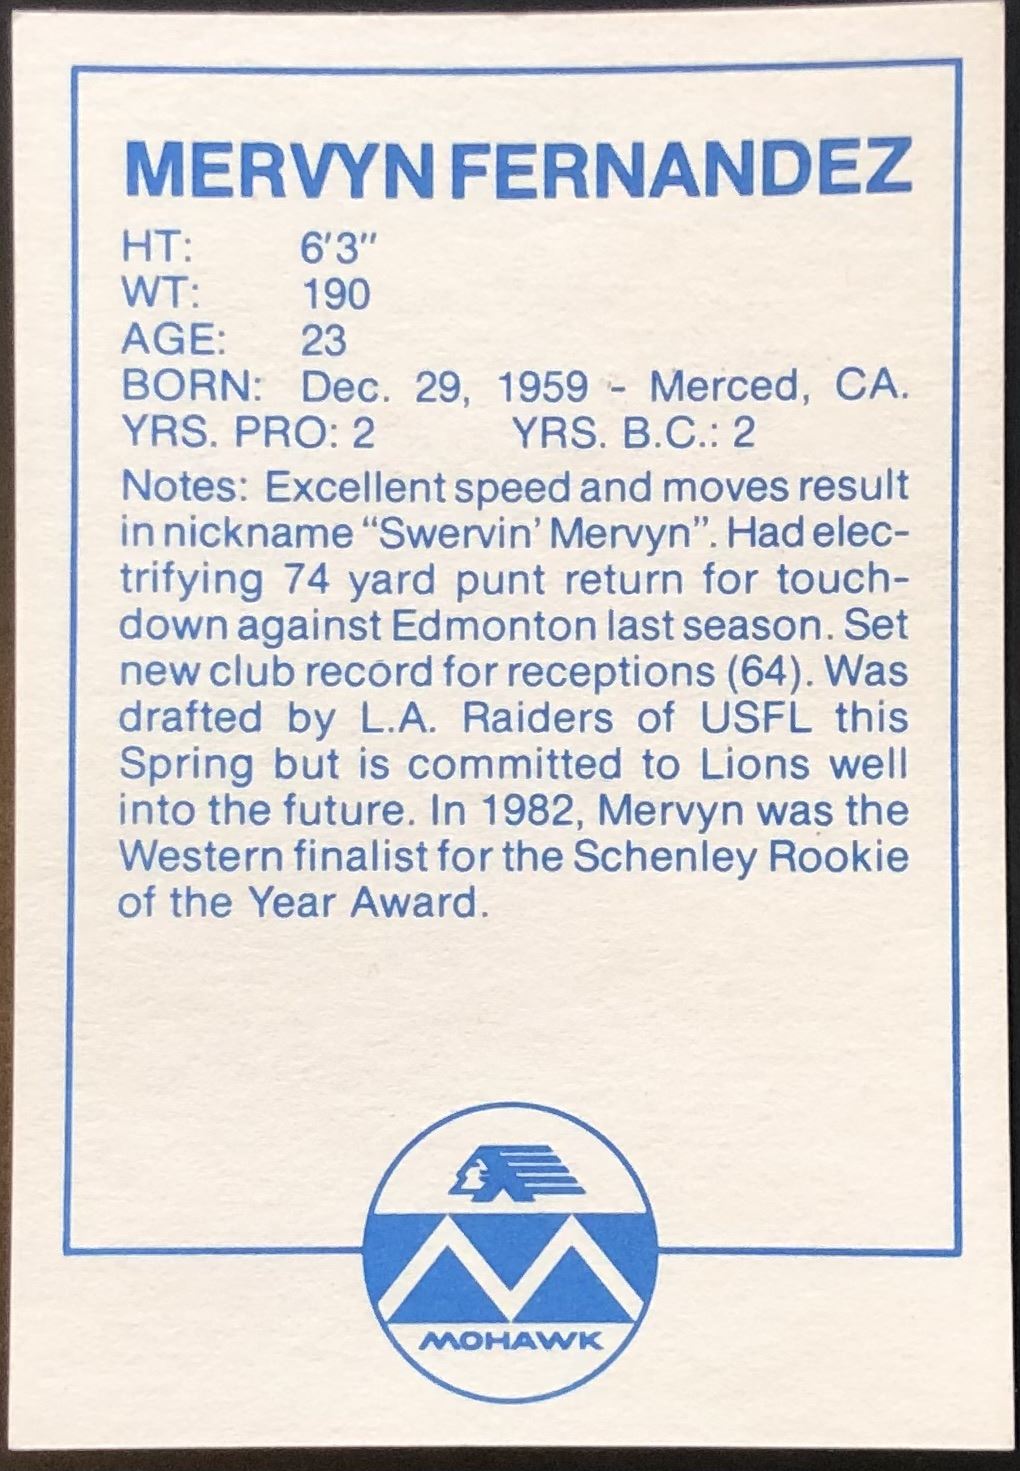 MERVYN FERNANDEZ
HT: 6'3"
WT: 190
AGE: 23
BORN: Dec. 29, 1959 - Merced, CA.
YRS. PRO: 2 YRS. B.C.: 2
Notes: Excellent speed and moves result
in nickname “Swervin’ Mervyn”. Had elec-
trifying 74 yard punt return for touch-
down against Edmonton last season. Set
new club record for receptions (64). Was
drafted by L.A. Raiders of USFL this
Spring but is committed to Lions well
into the future. In 1982, Mervyn was the
Western finalist for the Schenley Rookie
of the Year Award.
MOHAWK